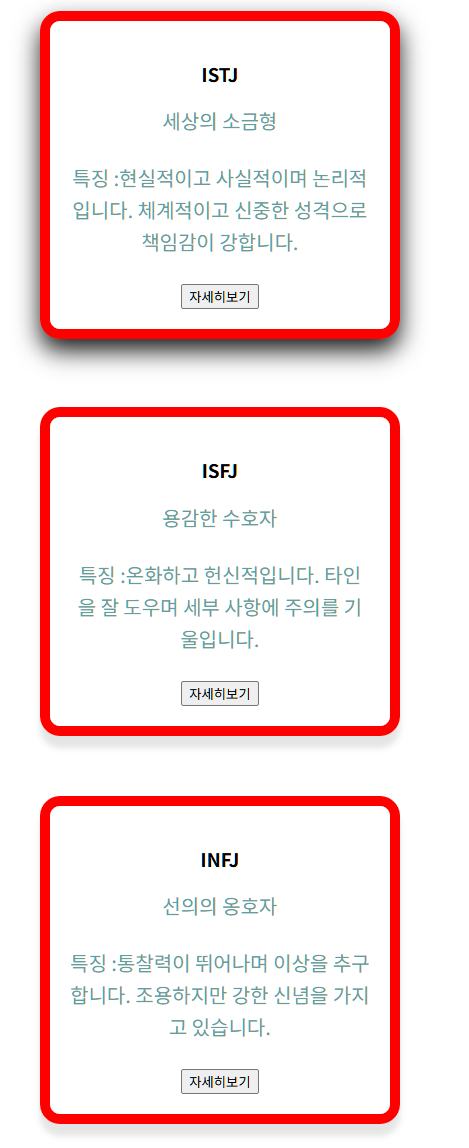 ISTJ
세상의 소금형
특징 :현실적이고 사실적이며 논리적
입니다. 체계적이고 신중한 성격으로
책임감이 강합니다.
자세히보기
ISFJ
용감한 수호자
특징 :온화하고 헌신적입니다. 타인
을 잘 도우며 세부 사항에 주의를 기
울입니다.
자세히보기
INFJ
선의의 옹호자
특징 :통찰력이 뛰어나며 이상을 추구
합니다. 조용하지만 강한 신념을 가지
고 있습니다.
자세히보기